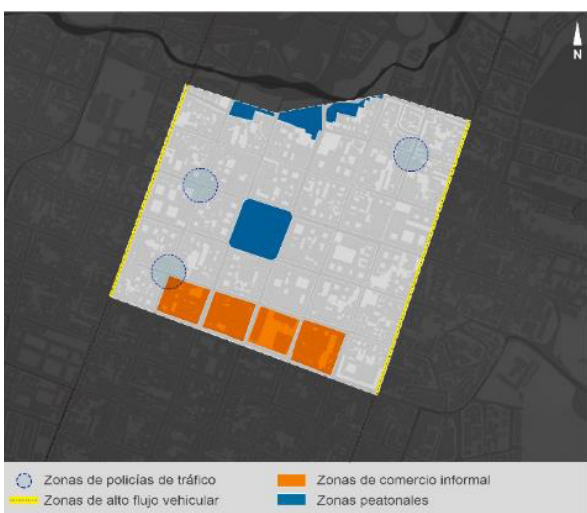 N
Zonas de policías de tráfico
Zonas de comercio informal
Zonas de alto flujo vehicular
Zonas peatonales